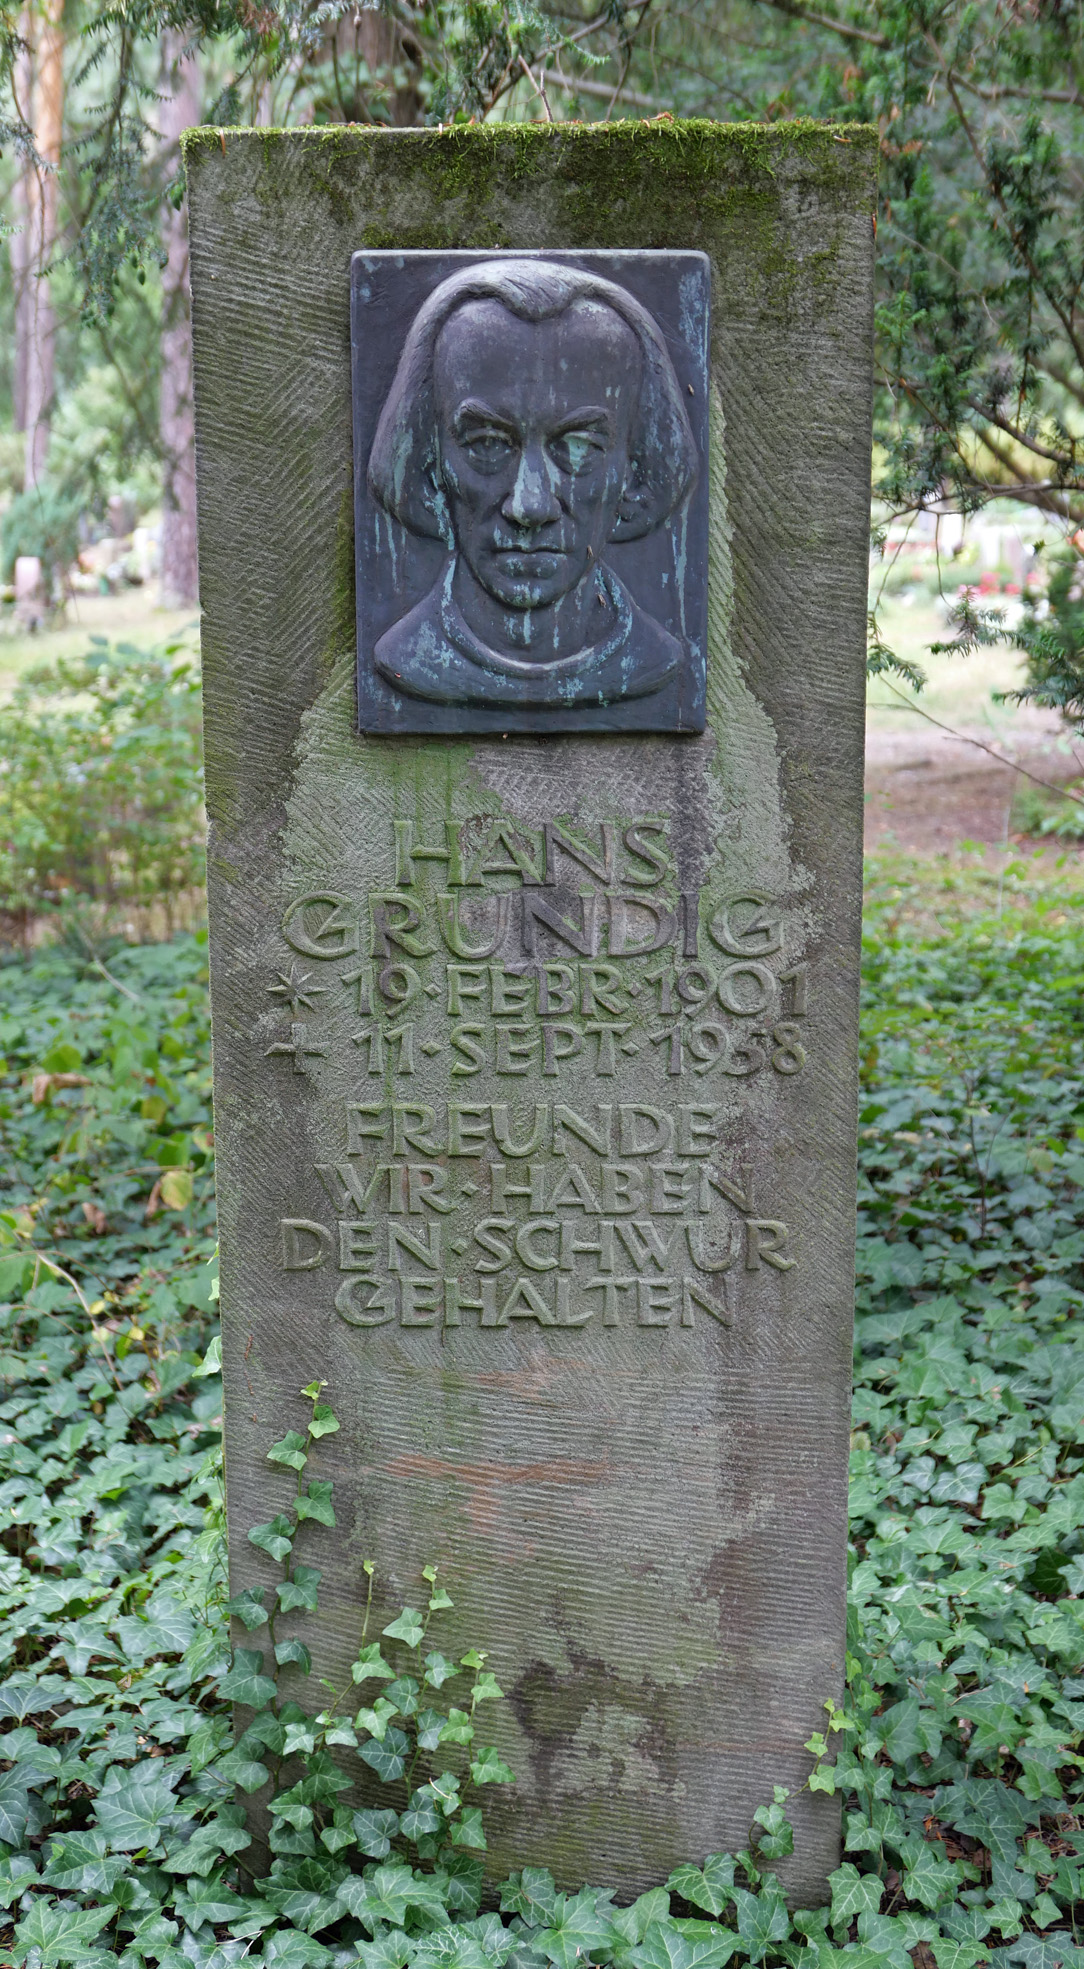 HANS
GRUNDIG
* 19·FEBR·1901
+ 11·SEPT·1958
FREUNDE
WIR·HABEN
DEN·SCHWUR
GEHALTEN